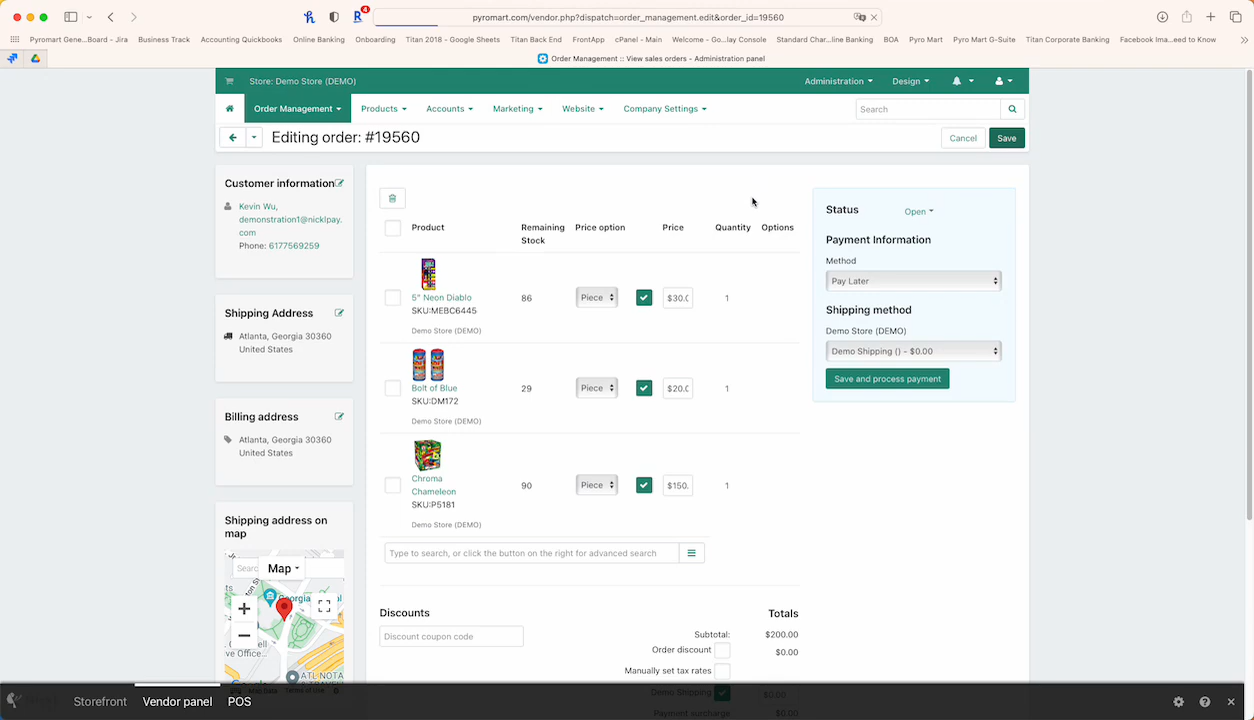 4
pyromart.com/vendor.php?dispatch=order_management.edit&order_id=19560
Pyromart Gene...Board - Jira Business Track Accounting Quickbooks Online Banking Onboarding Titan 2018 - Google Sheets Titan Back End FrontApp cPanel - Main Welcome - Go...lay Console Standard Char...line Banking BOA Pyro Mart Pyro Mart G-Suite Titan Corporate Banking Facebook Ima...eed to Know
Order Management :: View sales orders - Administration panel
Store: Demo Store (DEMO) Administration Design
Order Management Products Accounts Marketing Website Company Settings Search
Editing order: #19560 Cancel Save
Customer information
Kevin Wu,
demonstration1@nicklpay.
com
Phone: 6177569259
Shipping Address
Atlanta, Georgia 30360
United States
Billing address
Atlanta, Georgia 30360
United States
Shipping address on
map
Searc
Map
Product Remaining Stock Price option Price Quantity Options
5" Neon Diablo 86 Piece $30.0 1
SKU:MEBC6445
Demo Store (DEMO)
Bolt of Blue 29 Piece $20.0 1
SKU:DM172
Demo Store (DEMO)
Chroma
Chameleon 90 Piece $150. 1
SKU:P5181
Demo Store (DEMO)
Type to search, or click the button on the right for advanced search
Discounts
Discount coupon code
Totals
Subtotal: $200.00
Order discount $0.00
Manually set tax rates
Demo Shipping $0.00
Payment surcharge $0.00
Status Open
Payment Information
Method
Pay Later
Shipping method
Demo Store (DEMO)
Demo Shipping () - $0.00
Save and process payment
Storefront Vendor panel POS